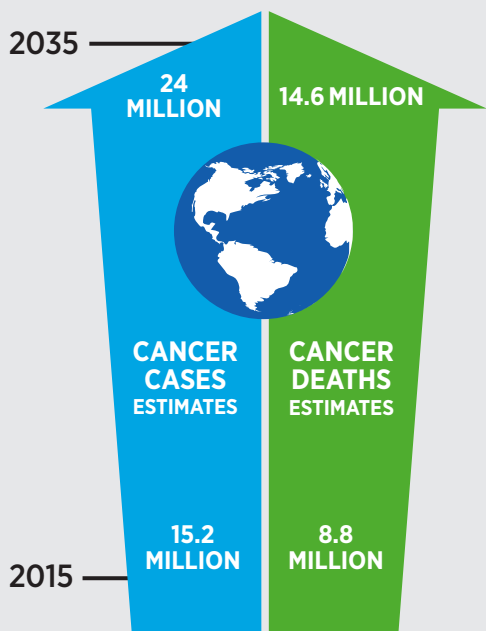 2035
24
MILLION
14.6 MILLION
CANCER
CASES
ESTIMATES
CANCER
DEATHS
ESTIMATES
15.2
MILLION
8.8
MILLION
2015